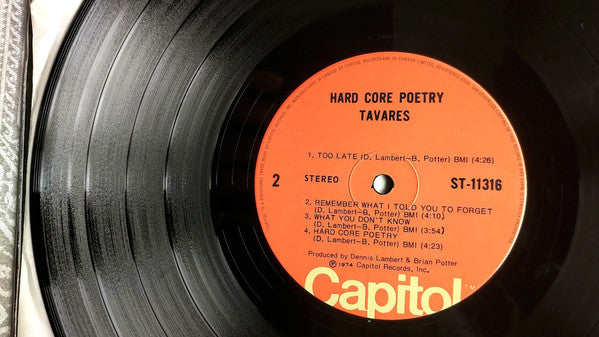 HARD CORE POETRY
TAVARES
1. TOO LATE (D. Lambert—B. Potter) BMI (4:26)
2 STEREO ST-11316
2. REMEMBER WHAT I TOLD YOU TO FORGET
(D. Lambert—B. Potter) BMI (4:10)
3. WHAT YOU DON'T KNOW
(D. Lambert—B. Potter) BMI (3:54)
4. HARD CORE POETRY
(D. Lambert—B. Potter) BMI (4:23)
Produced by Dennis Lambert & Brian Potter
Ⓟ1974 Capitol Records, Inc.
Capitol TM